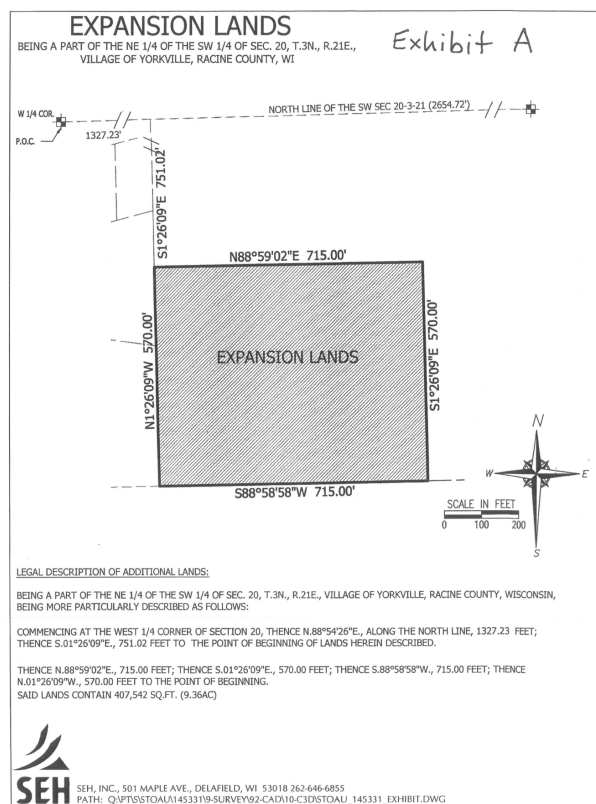 EXPANSION LANDS
BEING A PART OF THE NE 1/4 OF THE SW 1/4 OF SEC. 20, T.3N., R.21E.,
VILLAGE OF YORKVILLE, RACINE COUNTY, WI
Exhibit A
W 1/4 COR.
NORTH LINE OF THE SW SEC 20-3-21 (2654.72')
P.O.C.
1327.23'
S1°26'09"E 751.02'
N88°59'02"E 715.00'
N1°26'09"W 570.00'
EXPANSION LANDS
S1°26'09"E 570.00'
S88°58'58"W 715.00'
N
W
E
S
SCALE IN FEET
0 100 200
LEGAL DESCRIPTION OF ADDITIONAL LANDS:
BEING A PART OF THE NE 1/4 OF THE SW 1/4 OF SEC. 20, T.3N., R.21E., VILLAGE OF YORKVILLE, RACINE COUNTY, WISCONSIN,
BEING MORE PARTICULARLY DESCRIBED AS FOLLOWS:
COMMENCING AT THE WEST 1/4 CORNER OF SECTION 20, THENCE N.88°54'26"E., ALONG THE NORTH LINE, 1327.23 FEET;
THENCE S.01°26'09"E., 751.02 FEET TO THE POINT OF BEGINNING OF LANDS HEREIN DESCRIBED.
THENCE N.88°59'02"E., 715.00 FEET; THENCE S.01°26'09"E., 570.00 FEET; THENCE S.88°58'58"W., 715.00 FEET; THENCE
N.01°26'09"W., 570.00 FEET TO THE POINT OF BEGINNING.
SAID LANDS CONTAIN 407,542 SQ.FT. (9.36AC)
SEH
SEH, INC., 501 MAPLE AVE., DELAFIELD, WI 53018 262-646-6855
PATH: Q:\PT\S\STOAU\145331\9-SURVEY\92-CAD\10-C3D\STOAU_145331_EXHIBIT.DWG